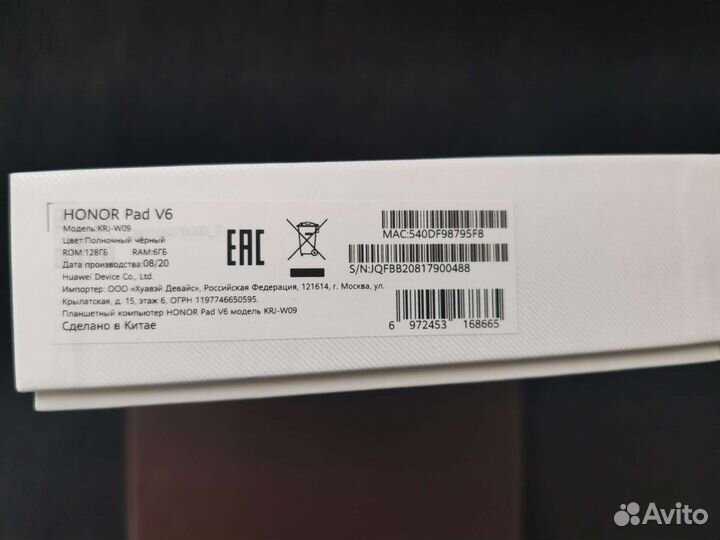 HONOR Pad V6
Модель:KRJ-W09
Цвет:Полночный чёрный
ROM:128ГБ RAM:6ГБ
Дата производства:08/20
Huawei Device Co., Ltd.
Импортер: ООО «Хуавэй Девайс», Российская Федерация, 121614, г. Москва, ул.
Крылатская, д. 15, этаж 6, ОГРН 1197746650595.
Планшетный компьютер HONOR Pad V6 модель KRJ-W09
Сделано в Китае
EAC
MAC:540DF98795F8
S/N:JQFBB20817900488
6 972453 168665
Avito